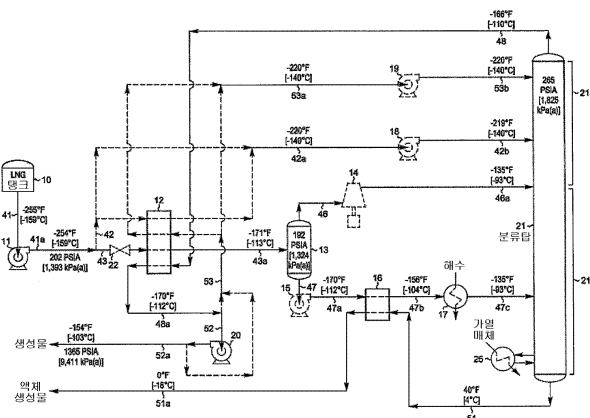 -166°F
[-110°C]
48
-220°F
[-140°C]
53a
19
-220°F
[-140°C]
53b
265
PSIA
[1,825
kPa(a)]
21
-220°F
[-140°C]
42a
18
-219°F
[-140°C]
42b
LNG
탱크
10
14
-135°F
[-93°C]
46a
12
46
41
-255°F
[-159°C]
-254°F
[-159°C]
41a
11
42
43
22
202 PSIA
[1,393 kPa(a)]
-171°F
[-113°C]
43a
192
PSIA
[1,324
kPa(a)]
13
21
분류탑
21
53
47
-170°F
[-112°C]
47a
15
16
-156°F
[-104°C]
47b
해수
17
-135°F
[-93°C]
47c
-170°F
[-112°C]
48a
52
20
가열
매체
25
-154°F
[-103°C]
생성물
52a
1365 PSIA
[9,411 kPa(a)]
0°F
[-18°C]
액체
생성물
51a
40°F
[4°C]